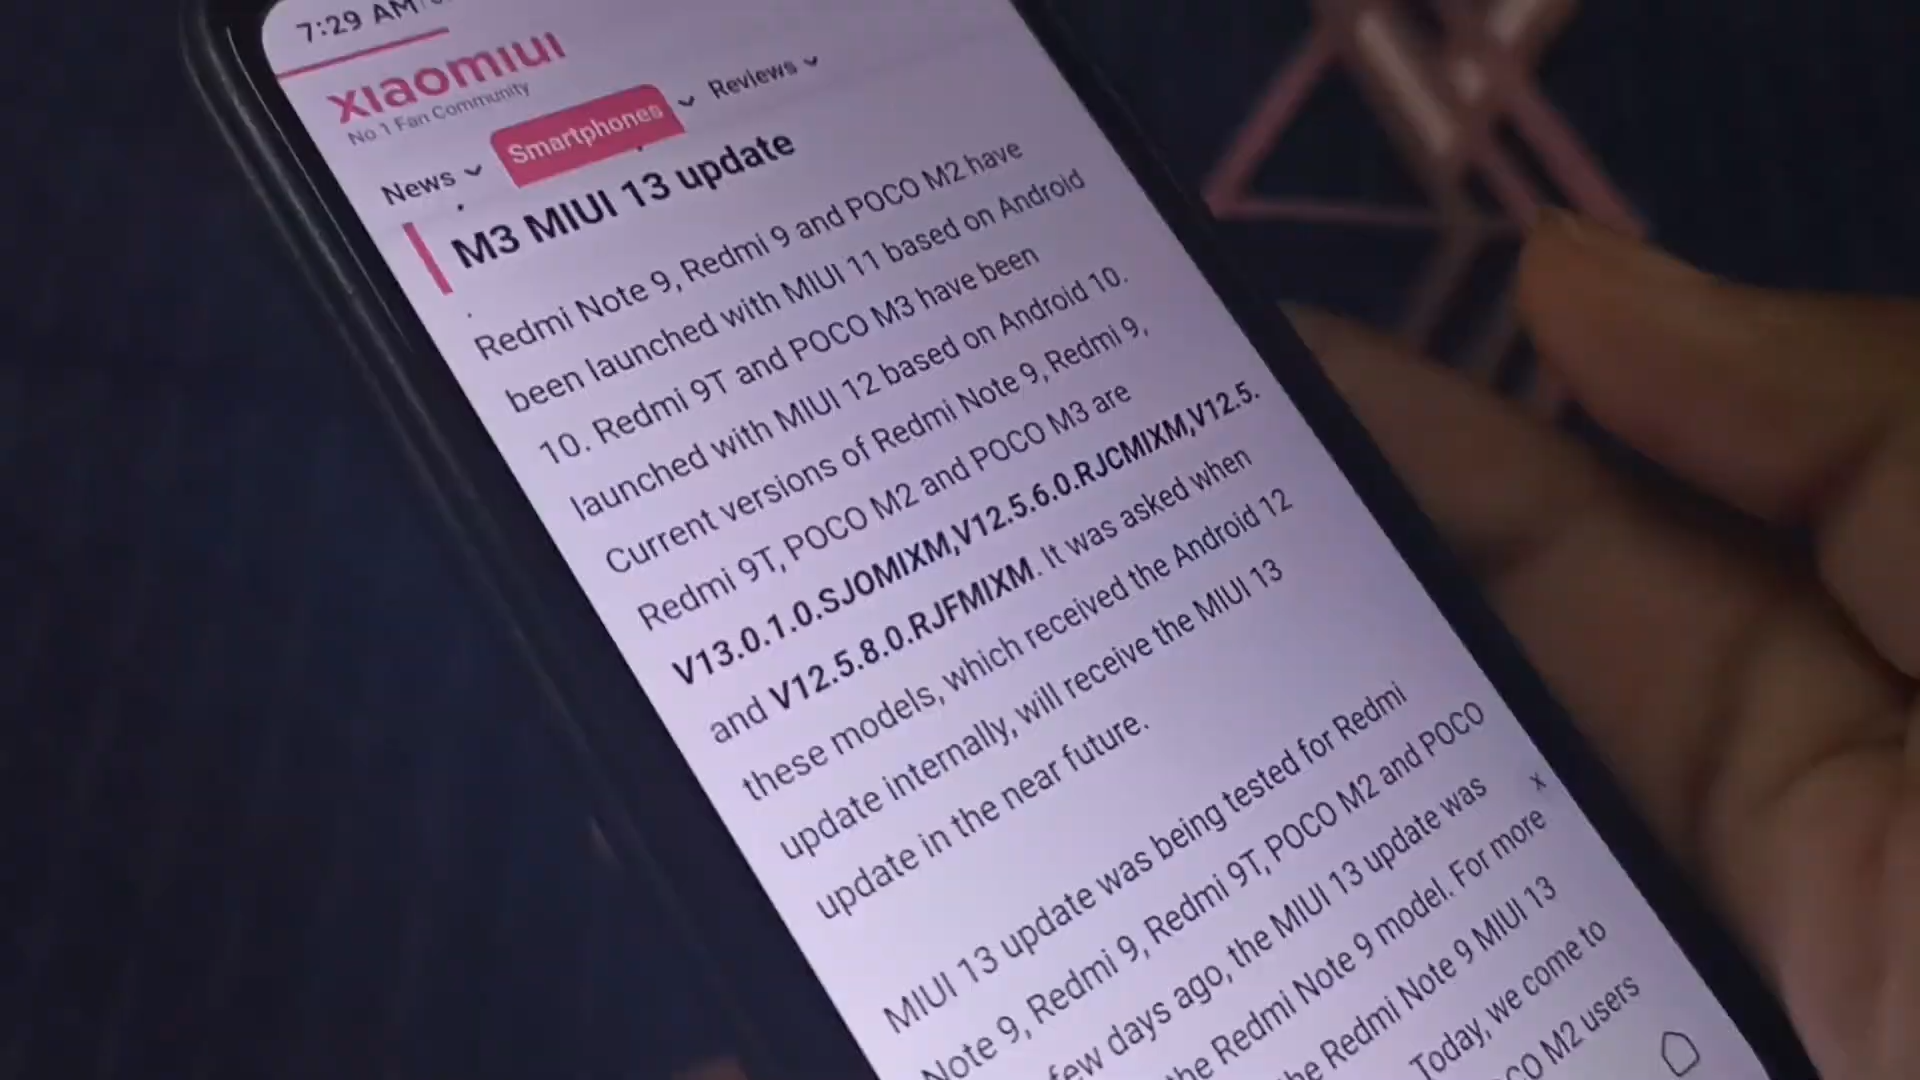 7:29 AM
xiaomiui
No 1 Fan Community
News
Smartphones
Reviews
M3 MIUI 13 update
Redmi Note 9, Redmi 9 and POCO M2 have
been launched with MIUI 11 based on Android
10. Redmi 9T and POCO M3 have been
launched with MIUI 12 based on Android 10.
Current versions of Redmi Note 9, Redmi 9,
Redmi 9T, POCO M2 and POCO M3 are
V13.0.1.0.SJOMIXM,V12.5.6.0.RJCMIXM,V12.5.
and V12.5.8.0.RJFMIXM. It was asked when
these models, which received the Android 12
update internally, will receive the MIUI 13
update in the near future.
MIUI 13 update was being tested for Redmi
Note 9, Redmi 9, Redmi 9T, POCO M2 and POCO
few days ago, the MIUI 13 update was
the Redmi Note 9 model. For more
the Redmi Note 9 MIUI 13
Today, we come to
M2 users